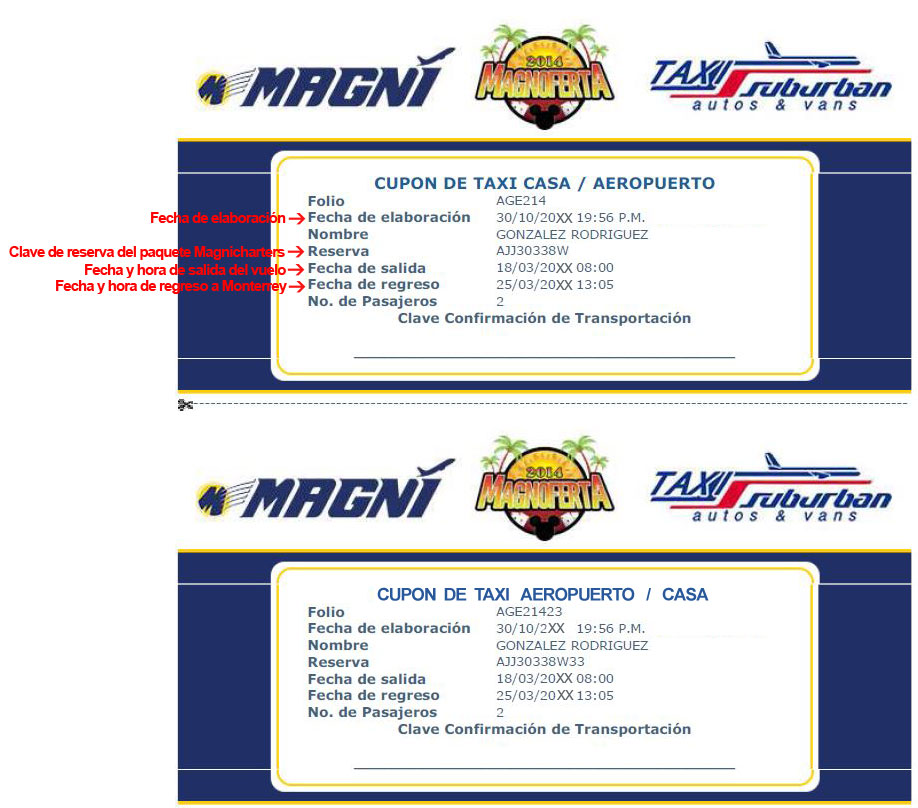 MAGNÍ
2014
MAGNOFERTA
TAXI Suburban
autos & vans
CUPON DE TAXI CASA / AEROPUERTO
Folio AGE214
Fecha de elaboración → Fecha de elaboración 30/10/20XX 19:56 P.M.
Nombre GONZALEZ RODRIGUEZ
Clave de reserva del paquete Magnicharters → Reserva AJJ30338W
Fecha y hora de salida del vuelo → Fecha de salida 18/03/20XX 08:00
Fecha y hora de regreso a Monterrey → Fecha de regreso 25/03/20XX 13:05
No. de Pasajeros 2
Clave Confirmación de Transportación
MAGNÍ
2014
MAGNOFERTA
TAXI Suburban
autos & vans
CUPON DE TAXI AEROPUERTO / CASA
Folio AGE21423
Fecha de elaboración 30/10/2XX 19:56 P.M.
Nombre GONZALEZ RODRIGUEZ
Reserva AJJ30338W33
Fecha de salida 18/03/20XX 08:00
Fecha de regreso 25/03/20XX 13:05
No. de Pasajeros 2
Clave Confirmación de Transportación